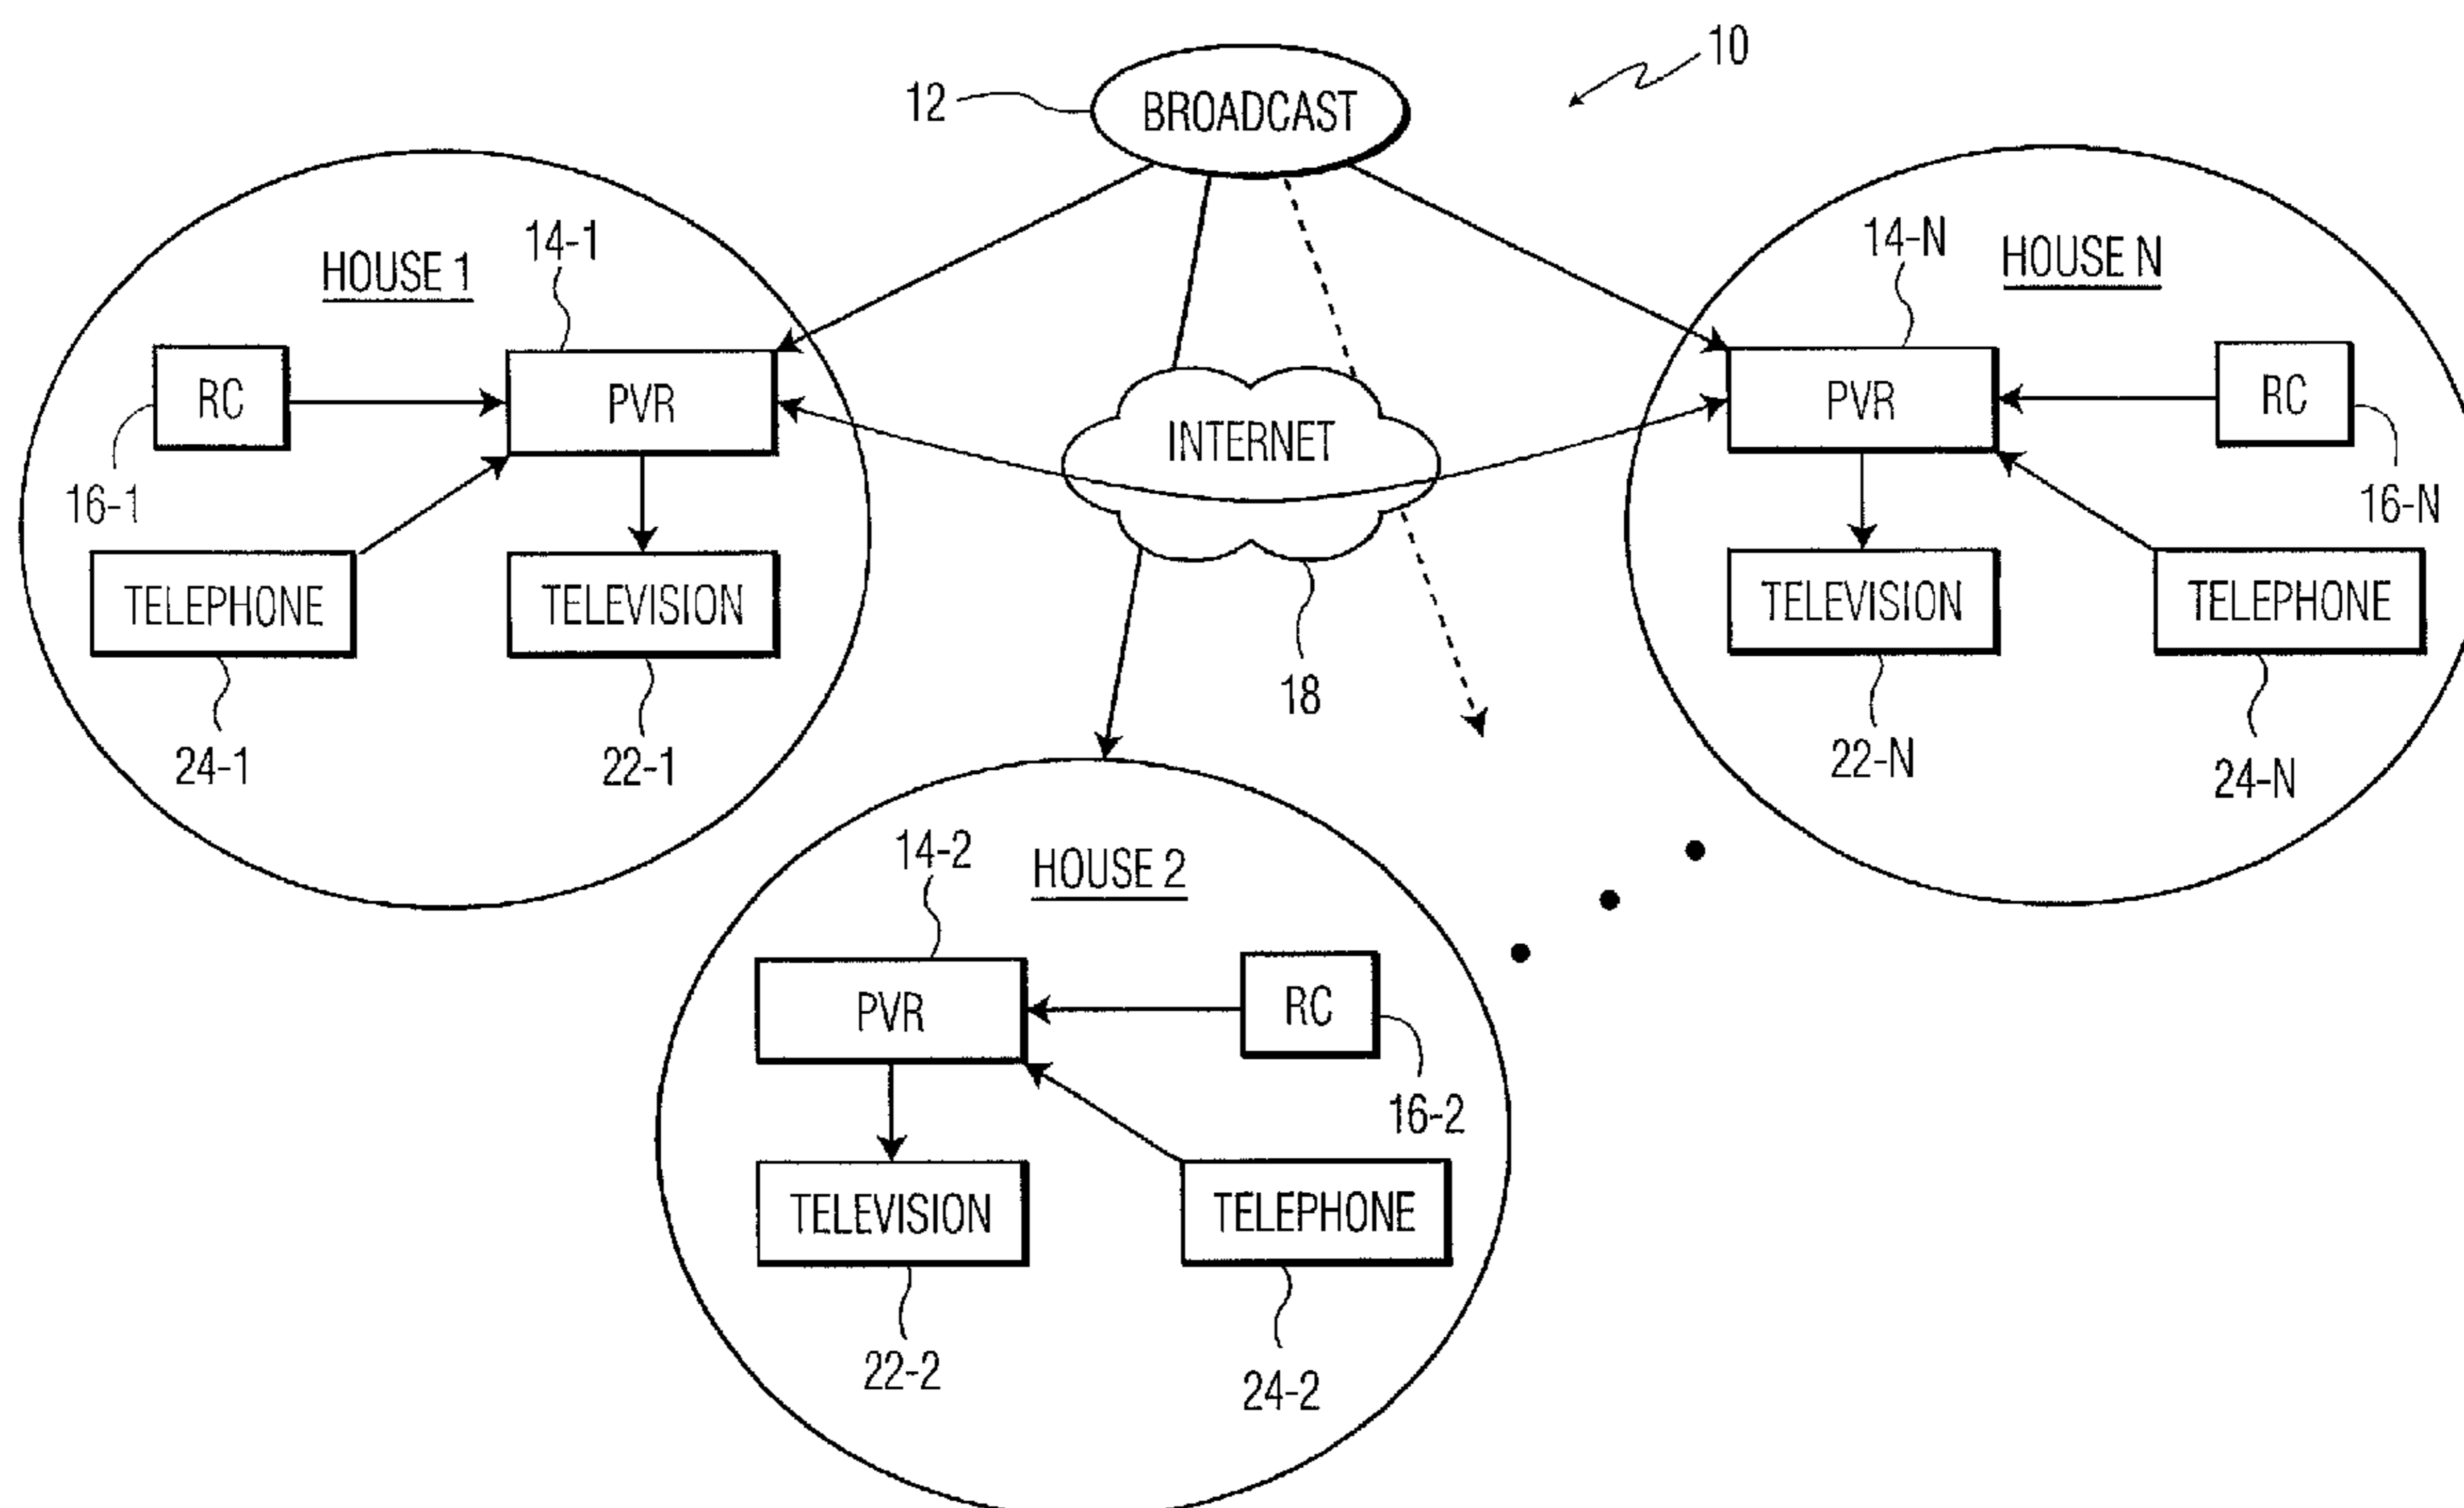 10
12
BROADCAST
HOUSE 1
14-1
RC
PVR
16-1
TELEPHONE
TELEVISION
24-1
22-1
INTERNET
18
14-N
HOUSE N
PVR
RC
16-N
TELEVISION
TELEPHONE
22-N
24-N
14-2
HOUSE 2
PVR
RC
16-2
TELEVISION
TELEPHONE
22-2
24-2